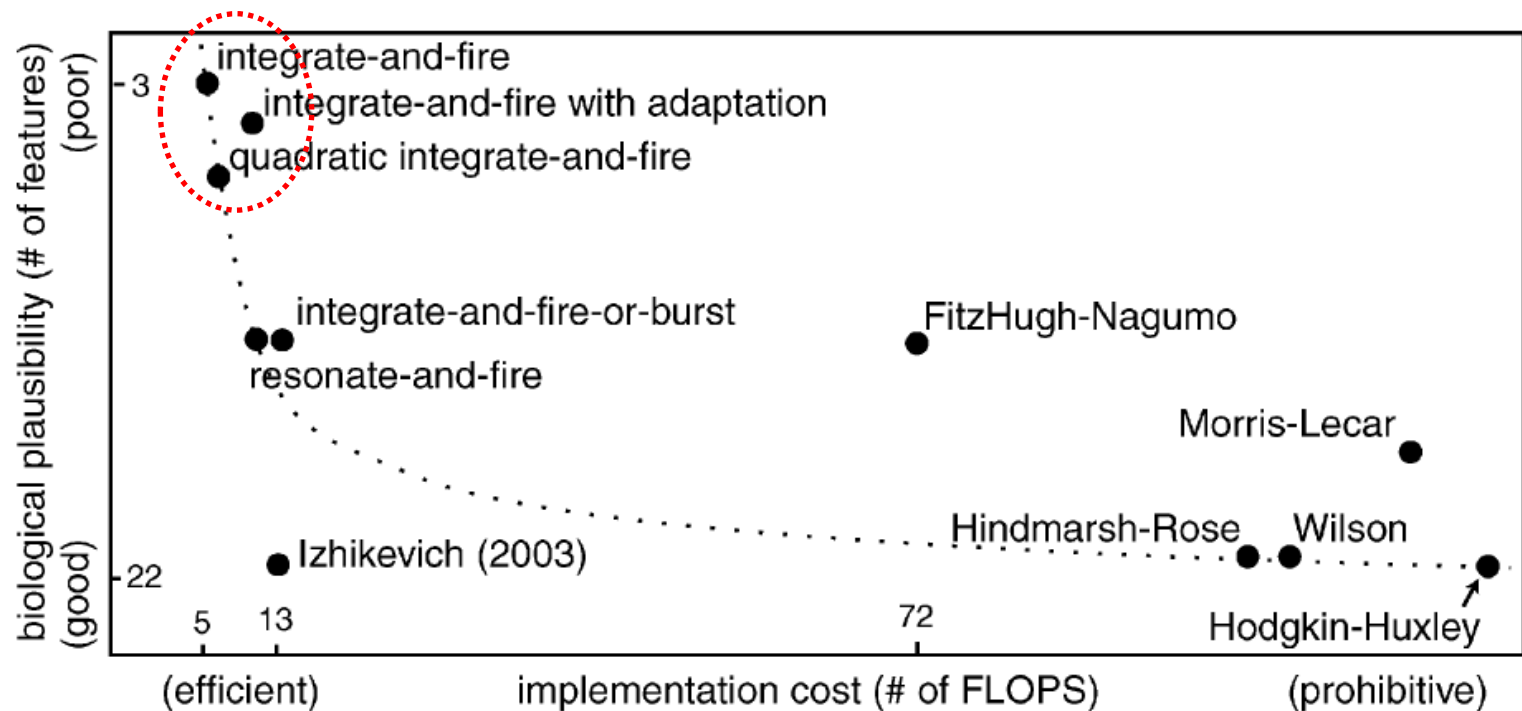 biological plausibility (# of features)
(poor)
(good)
3
22
integrate-and-fire
integrate-and-fire with adaptation
quadratic integrate-and-fire
integrate-and-fire-or-burst
resonate-and-fire
FitzHugh-Nagumo
Morris-Lecar
Hindmarsh-Rose
Wilson
Izhikevich (2003)
Hodgkin-Huxley
5
13
72
(efficient)
implementation cost (# of FLOPS)
(prohibitive)